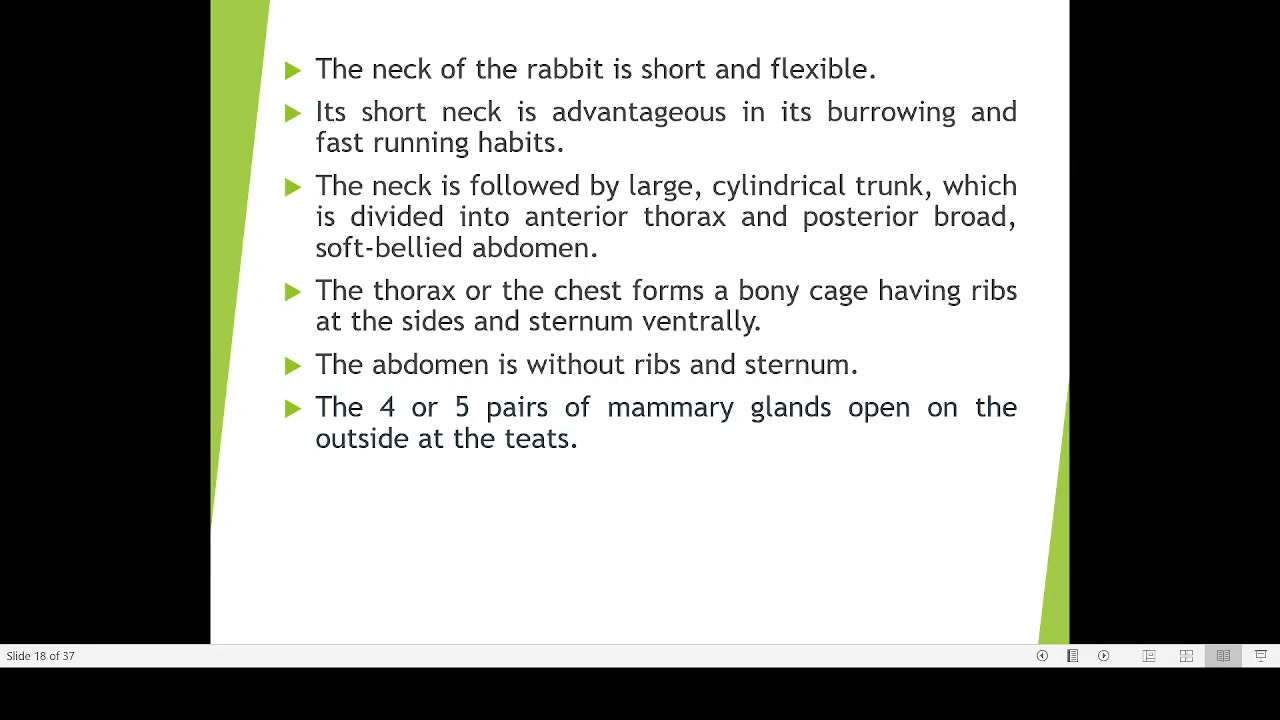 The neck of the rabbit is short and flexible.
Its short neck is advantageous in its burrowing and
fast running habits.
The neck is followed by large, cylindrical trunk, which
is divided into anterior thorax and posterior broad,
soft-bellied abdomen.
The thorax or the chest forms a bony cage having ribs
at the sides and sternum ventrally.
The abdomen is without ribs and sternum.
The 4 or 5 pairs of mammary glands open on the
outside at the teats.
Slide 18 of 37